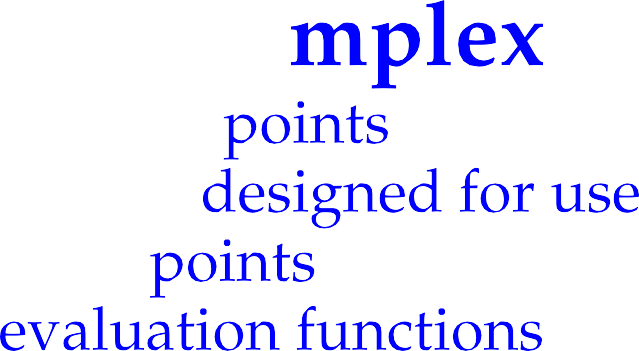 mplex
points
designed for use
points
evaluation functions